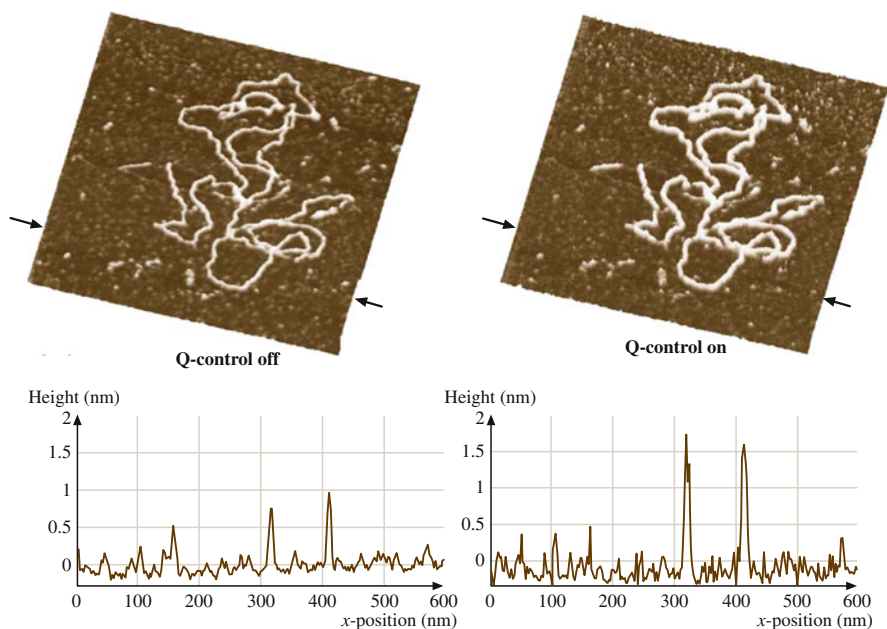 Q-control off
Q-control on
Height (nm)
2
1.5
1
0.5
0
0 100 200 300 400 500 600
x-position (nm)
Height (nm)
2
1.5
1
0.5
0
0 100 200 300 400 500 600
x-position (nm)